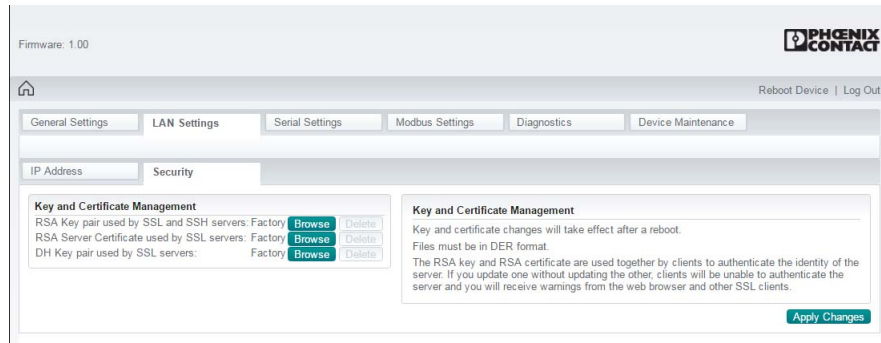 Firmware: 1.00
PHŒNIX
CONTACT
Reboot Device | Log Out
General Settings
LAN Settings
Serial Settings
Modbus Settings
Diagnostics
Device Maintenance
IP Address
Security
Key and Certificate Management
RSA Key pair used by SSL and SSH servers: Factory Browse Delete
RSA Server Certificate used by SSL servers: Factory Browse Delete
DH Key pair used by SSL servers: Factory Browse Delete
Key and Certificate Management
Key and certificate changes will take effect after a reboot.
Files must be in DER format.
The RSA key and RSA certificate are used together by clients to authenticate the identity of the
server. If you update one without updating the other, clients will be unable to authenticate the
server and you will receive warnings from the web browser and other SSL clients.
Apply Changes